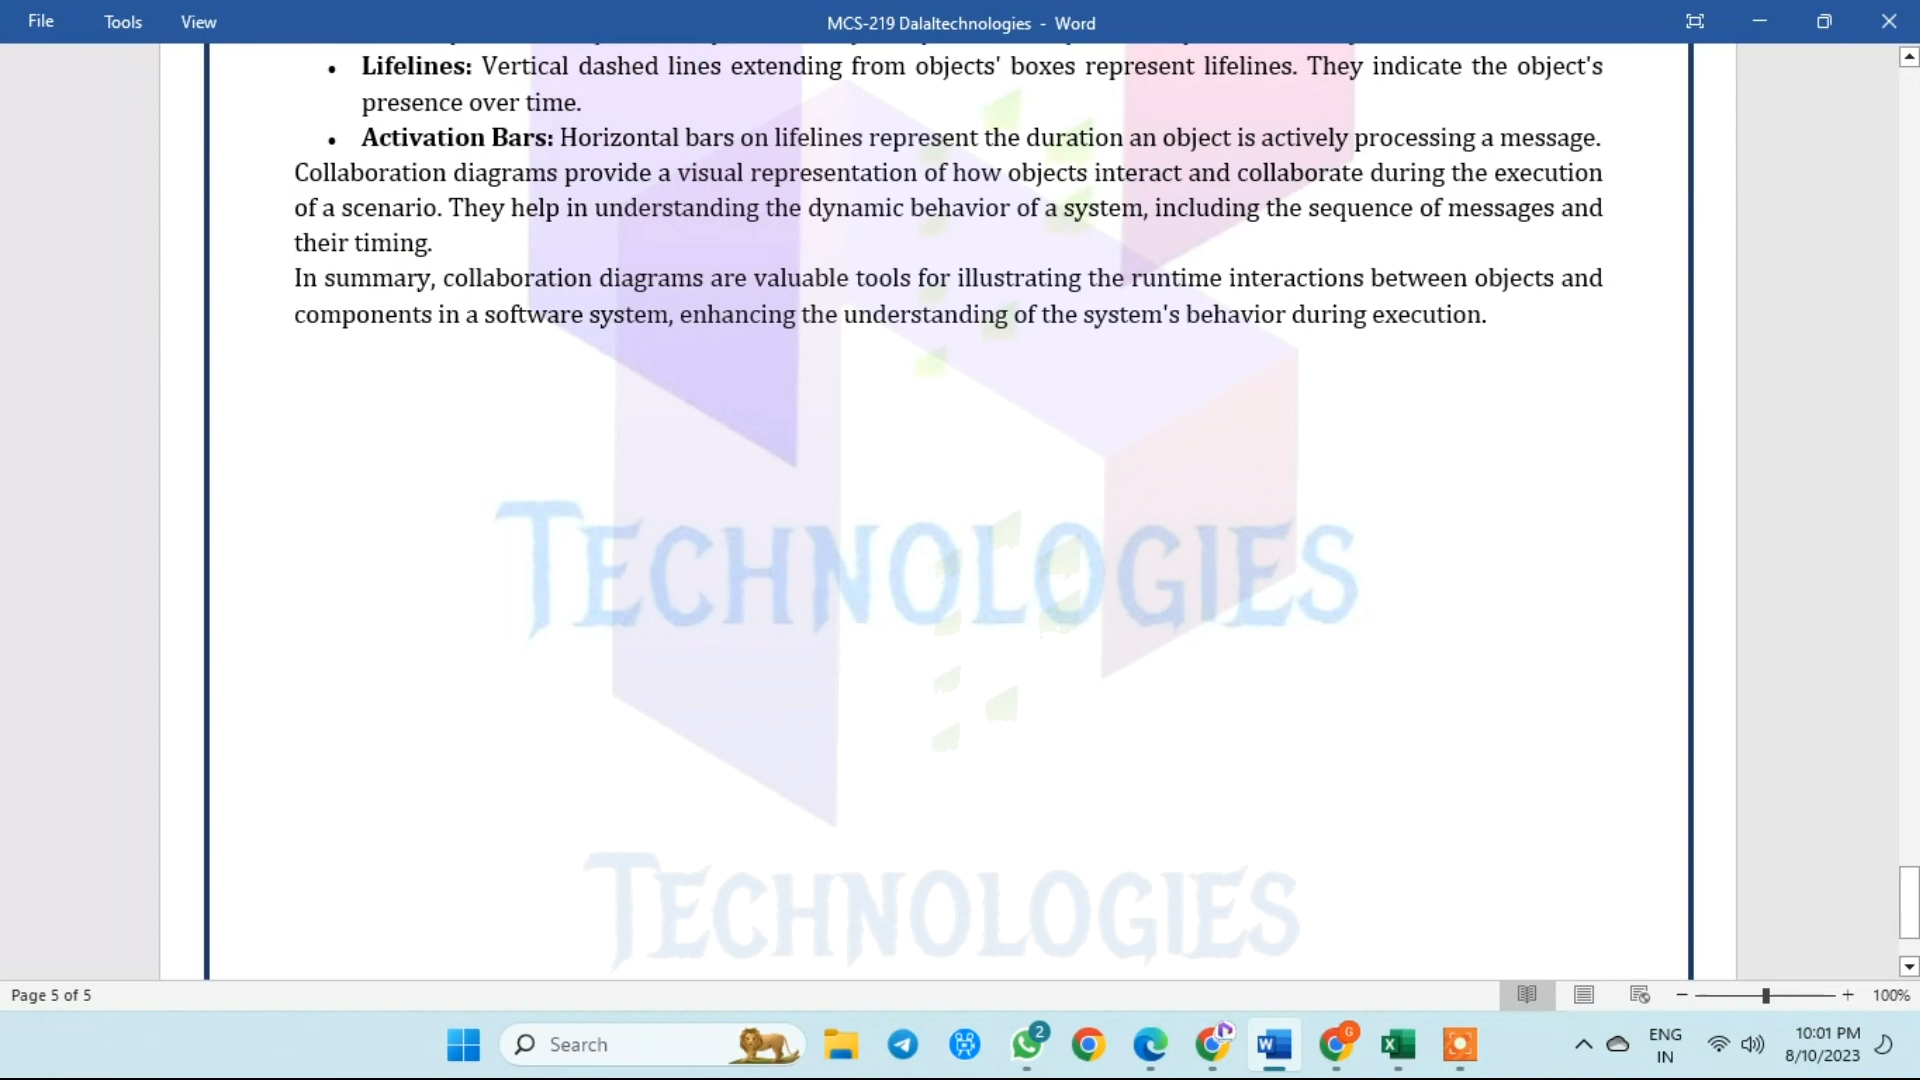 File Tools View MCS-219 Dalaltechnologies - Word
• Lifelines: Vertical dashed lines extending from objects' boxes represent lifelines. They indicate the object's
presence over time.
• Activation Bars: Horizontal bars on lifelines represent the duration an object is actively processing a message.
Collaboration diagrams provide a visual representation of how objects interact and collaborate during the execution
of a scenario. They help in understanding the dynamic behavior of a system, including the sequence of messages and
their timing.
In summary, collaboration diagrams are valuable tools for illustrating the runtime interactions between objects and
components in a software system, enhancing the understanding of the system's behavior during execution.
TECHNOLOGIES
TECHNOLOGIES
Page 5 of 5 100%
Search 2 G ENG 10:01 PM
IN 8/10/2023